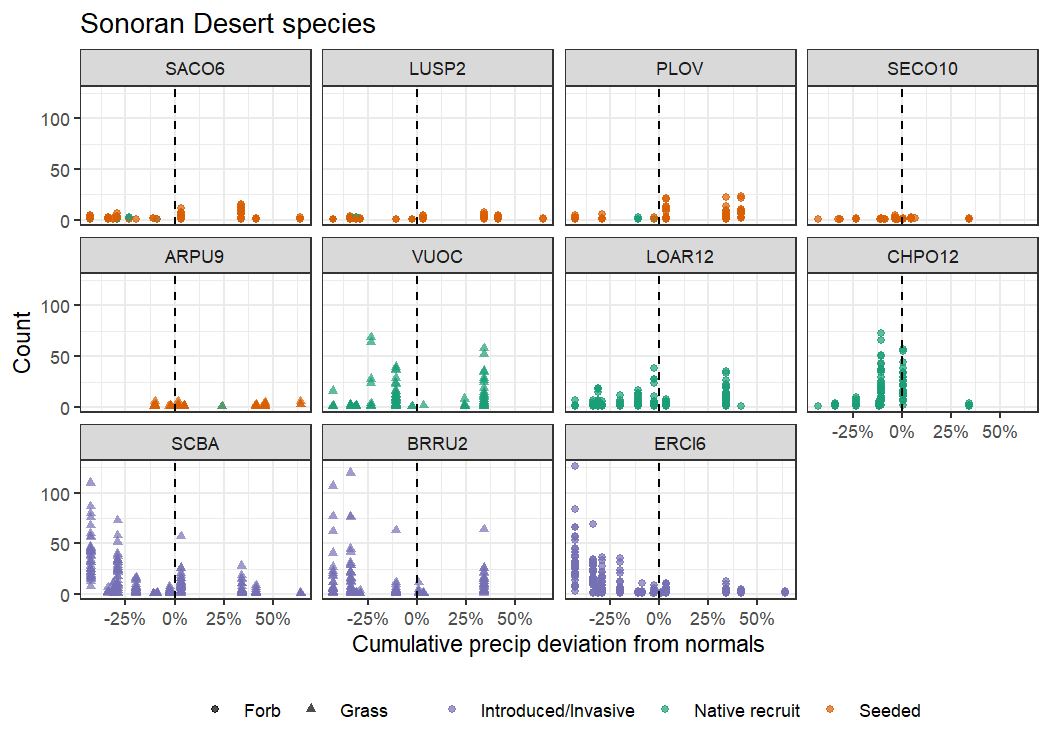 Sonoran Desert species
SACO6 LUSP2 PLOV SECO10
100
50
0
ARPU9 VUOC LOAR12 CHPO12
100
50
0
-25% 0% 25% 50%
SCBA BRRU2 ERCI6
100
50
0
-25% 0% 25% 50% -25% 0% 25% 50% -25% 0% 25% 50%
Count
Cumulative precip deviation from normals
Forb Grass Introduced/Invasive Native recruit Seeded